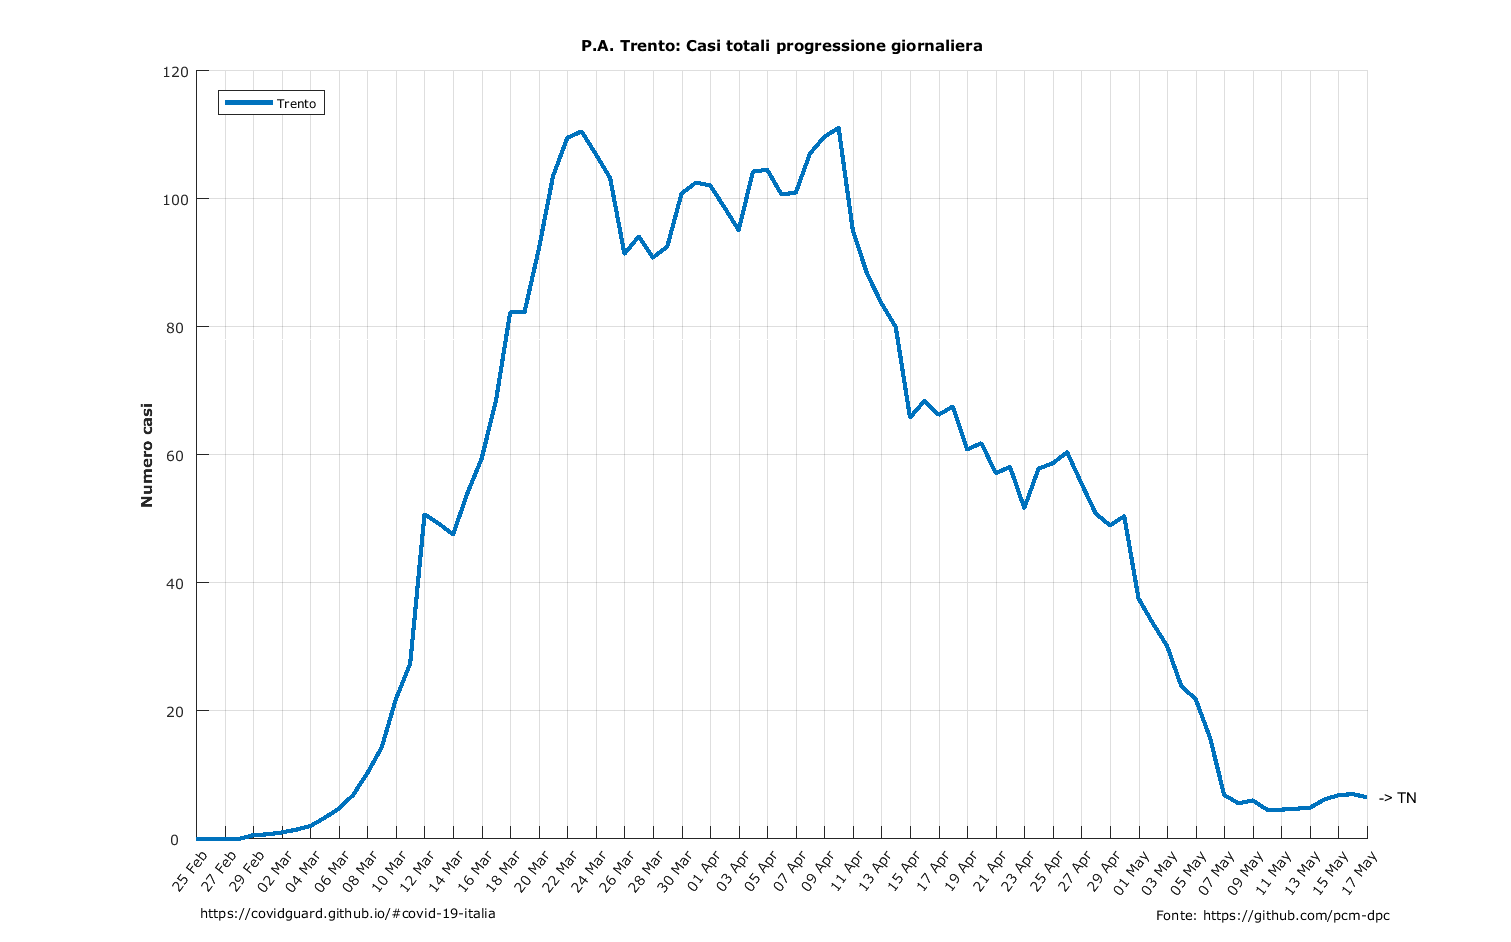 P.A. Trento: Casi totali progressione giornaliera
120
100
80
60
40
20
0
Trento
Numero casi
-> TN
25 Feb
27 Feb
29 Feb
02 Mar
04 Mar
06 Mar
08 Mar
10 Mar
12 Mar
14 Mar
16 Mar
18 Mar
20 Mar
22 Mar
24 Mar
26 Mar
28 Mar
30 Mar
01 Apr
03 Apr
05 Apr
07 Apr
09 Apr
11 Apr
13 Apr
15 Apr
17 Apr
19 Apr
21 Apr
23 Apr
25 Apr
27 Apr
29 Apr
01 May
03 May
05 May
07 May
09 May
11 May
13 May
15 May
17 May
https://covidguard.github.io/#covid-19-italia
Fonte: https://github.com/pcm-dpc